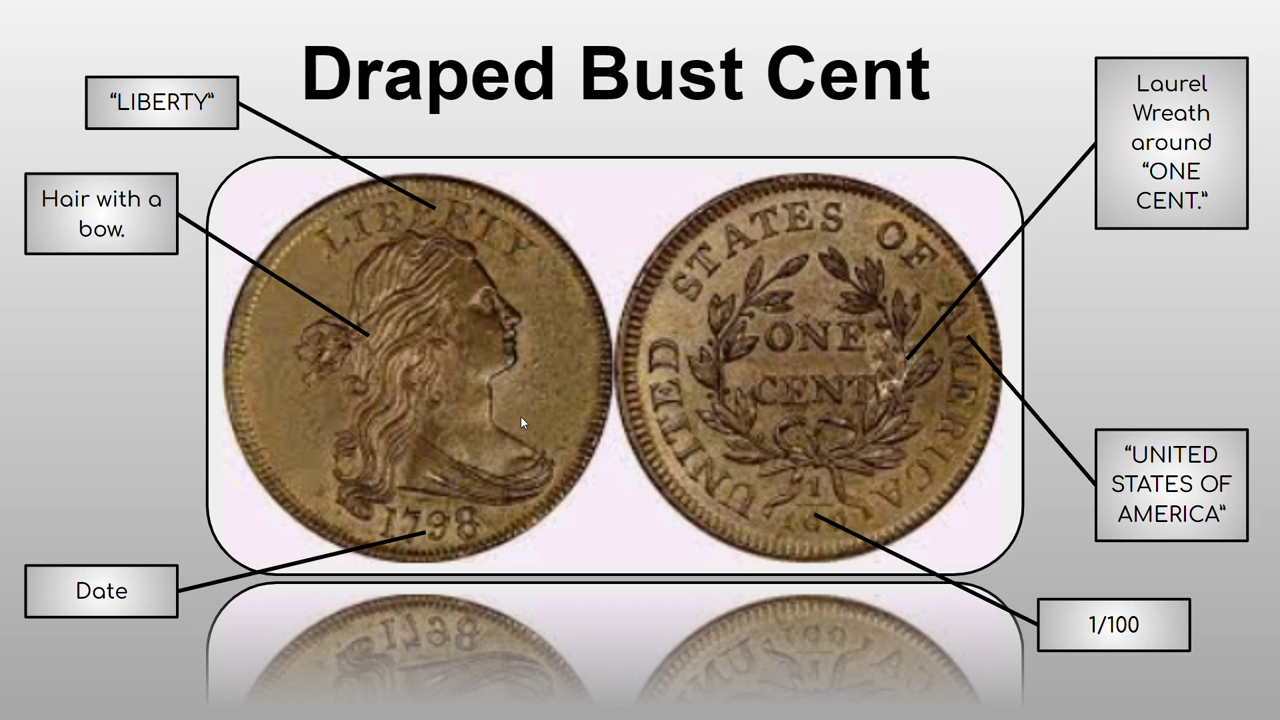 Draped Bust Cent
“LIBERTY”
Hair with a
bow.
Date
Laurel
Wreath
around
“ONE
CENT.”
“UNITED
STATES OF
AMERICA”
1/100
LIBERTY
1798
UNITED STATES OF AMERICA
ONE
CENT
1